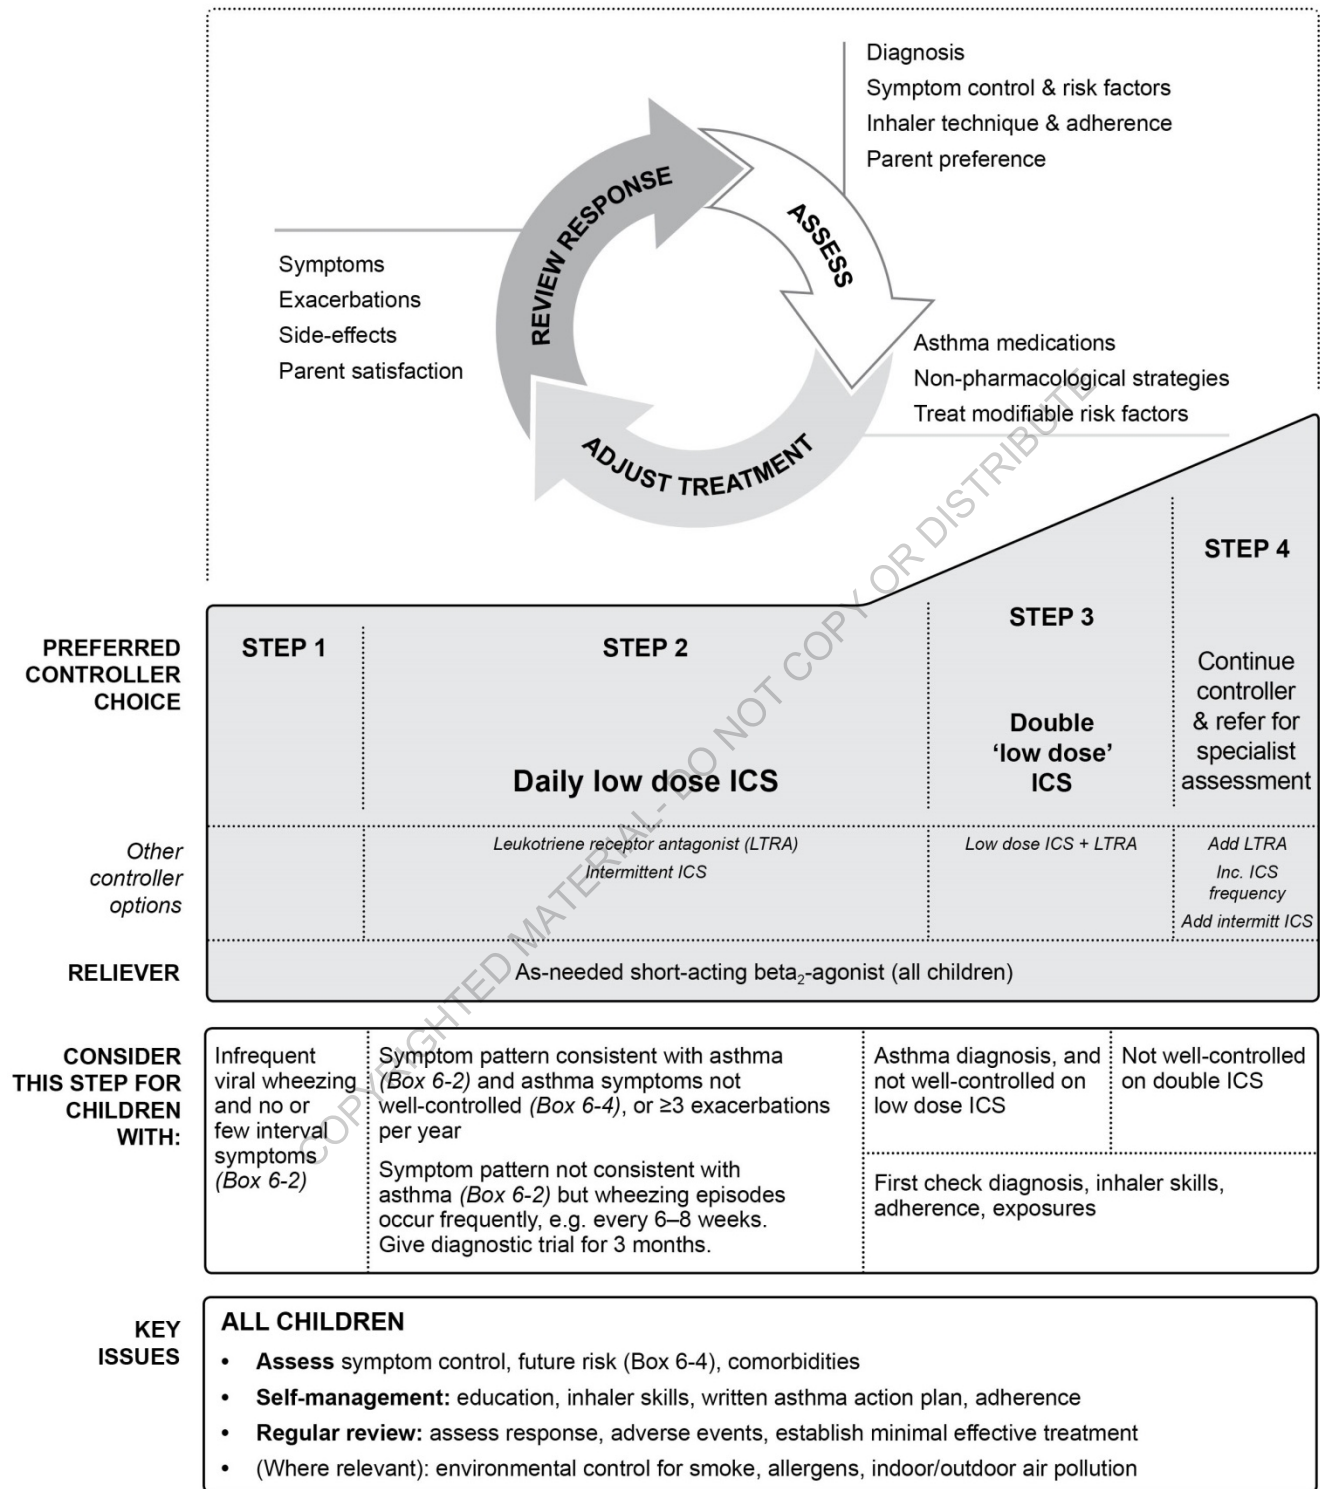 Diagnosis
Symptom control & risk factors
Inhaler technique & adherence
Parent preference
REVIEW RESPONSE
ASSESS
ADJUST TREATMENT
Symptoms
Exacerbations
Side-effects
Parent satisfaction
Asthma medications
Non-pharmacological strategies
Treat modifiable risk factors
COPYRIGHTED MATERIAL- DO NOT COPY OR DISTRIBUTE
PREFERRED
CONTROLLER
CHOICE
STEP 1
STEP 2
Daily low dose ICS
STEP 3
Double
‘low dose’
ICS
STEP 4
Continue
controller
& refer for
specialist
assessment
Other
controller
options
Leukotriene receptor antagonist (LTRA)
Intermittent ICS
Low dose ICS + LTRA
Add LTRA
Inc. ICS
frequency
Add intermitt ICS
RELIEVER
As-needed short-acting beta₂-agonist (all children)
CONSIDER
THIS STEP FOR
CHILDREN
WITH:
Infrequent
viral wheezing
and no or
few interval
symptoms
(Box 6-2)
Symptom pattern consistent with asthma
(Box 6-2) and asthma symptoms not
well-controlled (Box 6-4), or ≥3 exacerbations
per year
Symptom pattern not consistent with
asthma (Box 6-2) but wheezing episodes
occur frequently, e.g. every 6–8 weeks.
Give diagnostic trial for 3 months.
Asthma diagnosis, and
not well-controlled on
low dose ICS
Not well-controlled
on double ICS
First check diagnosis, inhaler skills,
adherence, exposures
KEY
ISSUES
ALL CHILDREN
• Assess symptom control, future risk (Box 6-4), comorbidities
• Self-management: education, inhaler skills, written asthma action plan, adherence
• Regular review: assess response, adverse events, establish minimal effective treatment
• (Where relevant): environmental control for smoke, allergens, indoor/outdoor air pollution